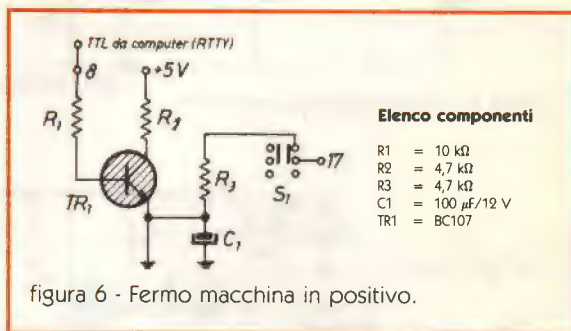 TTL da computer (RTTY)
8
+5V
R1
R2
TR1
R3
C1
S1
17
Elenco componenti
R1 = 10 kΩ
R2 = 4,7 kΩ
R3 = 4,7 kΩ
C1 = 100 µF/12 V
TR1 = BC107
figura 6 - Fermo macchina in positivo.